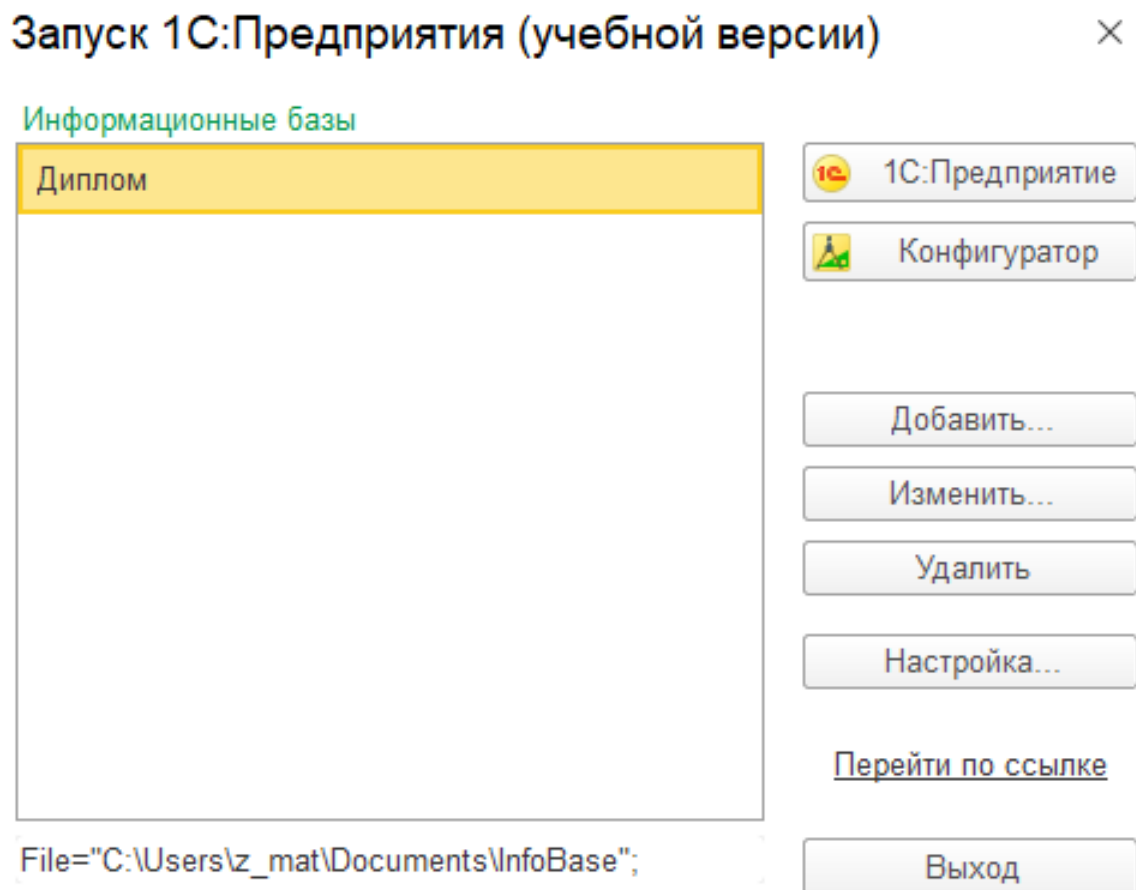 Запуск 1С:Предприятия (учебной версии)
Информационные базы
Диплом
1С:Предприятие
Конфигуратор
Добавить...
Изменить...
Удалить
Настройка...
Перейти по ссылке
File="C:\Users\z_mat\Documents\InfoBase";
Выход